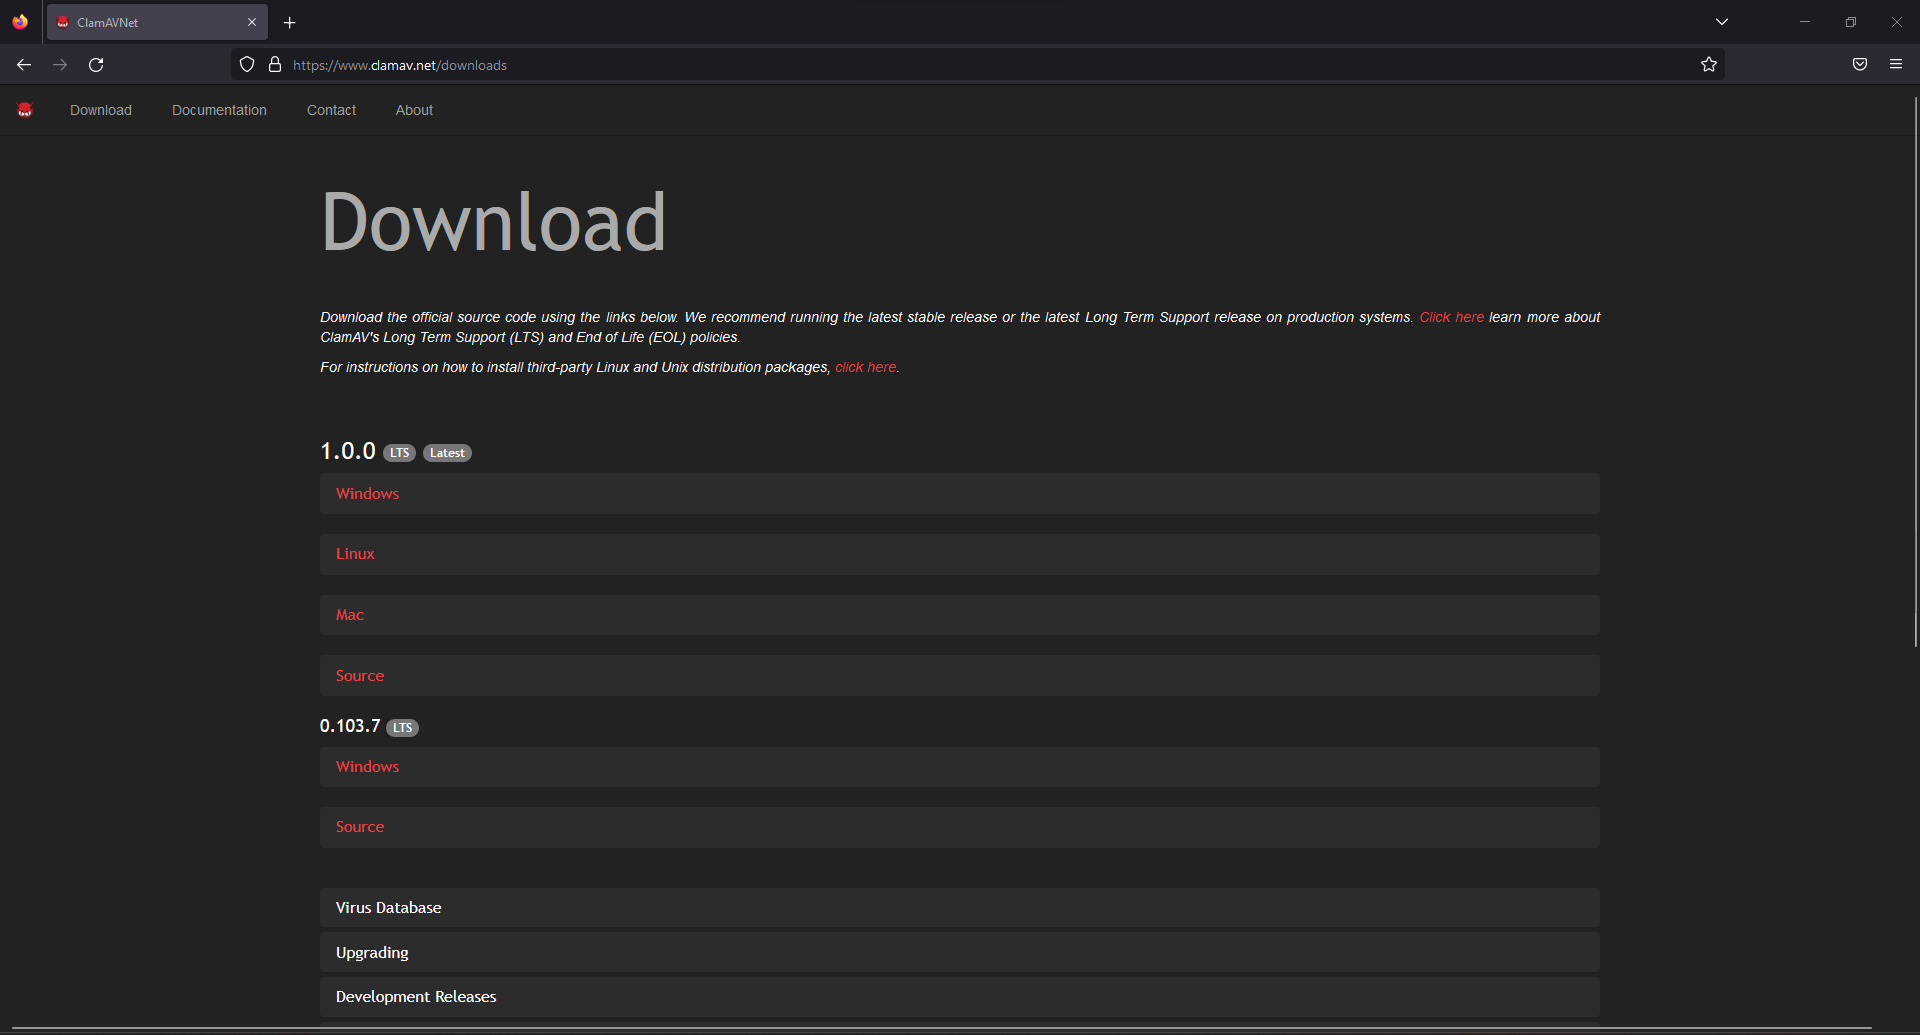 ClamAVNet
https://www.clamav.net/downloads
Download Documentation Contact About
Download
Download the official source code using the links below. We recommend running the latest stable release or the latest Long Term Support release on production systems. Click here learn more about
ClamAV's Long Term Support (LTS) and End of Life (EOL) policies.
For instructions on how to install third-party Linux and Unix distribution packages, click here.
1.0.0 LTS Latest
Windows
Linux
Mac
Source
0.103.7 LTS
Windows
Source
Virus Database
Upgrading
Development Releases